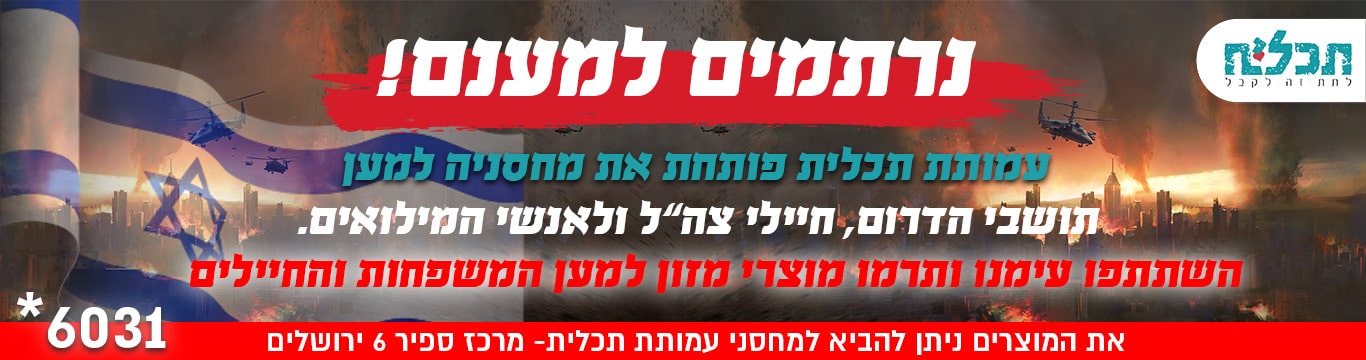 תכלית
לתת זה לקבל
נרתמים למענם!
עמותת תכלית פותחת את מחסניה למען
תושבי הדרום, חיילי צה"ל ולאנשי המילואים.
השתתפו עימנו ותרמו מוצרי מזון למען המשפחות והחיילים
את המוצרים ניתן להביא למחסני עמותת תכלית- מרכז ספיר 6 ירושלים
*6031